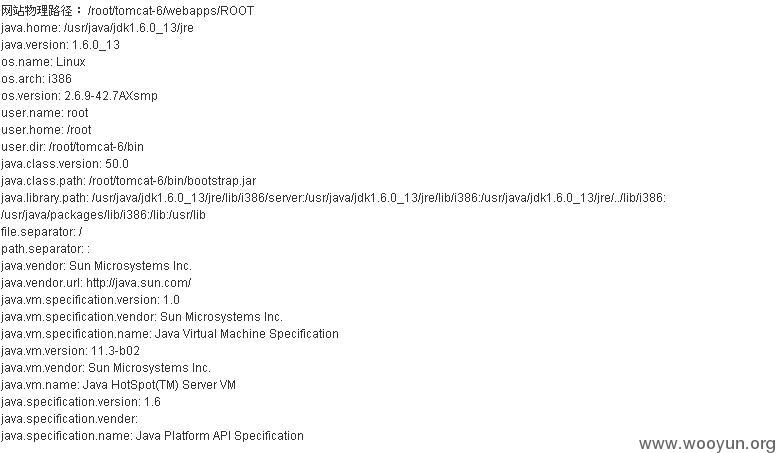 网站物理路径： /root/tomcat-6/webapps/ROOT
java.home: /usr/java/jdk1.6.0_13/jre
java.version: 1.6.0_13
os.name: Linux
os.arch: i386
os.version: 2.6.9-42.7AXsmp
user.name: root
user.home: /root
user.dir: /root/tomcat-6/bin
java.class.version: 50.0
java.class.path: /root/tomcat-6/bin/bootstrap.jar
java.library.path: /usr/java/jdk1.6.0_13/jre/lib/i386/server:/usr/java/jdk1.6.0_13/jre/lib/i386:/usr/java/jdk1.6.0_13/jre/../lib/i386:
/usr/java/packages/lib/i386:/lib:/usr/lib
file.separator: /
path.separator: :
java.vendor: Sun Microsystems Inc.
java.vendor.url: http://java.sun.com/
java.vm.specification.version: 1.0
java.vm.specification.vendor: Sun Microsystems Inc.
java.vm.specification.name: Java Virtual Machine Specification
java.vm.version: 11.3-b02
java.vm.vendor: Sun Microsystems Inc.
java.vm.name: Java HotSpot(TM) Server VM
java.specification.version: 1.6
java.specification.vender:
java.specification.name: Java Platform API Specification
www.wooyun.org